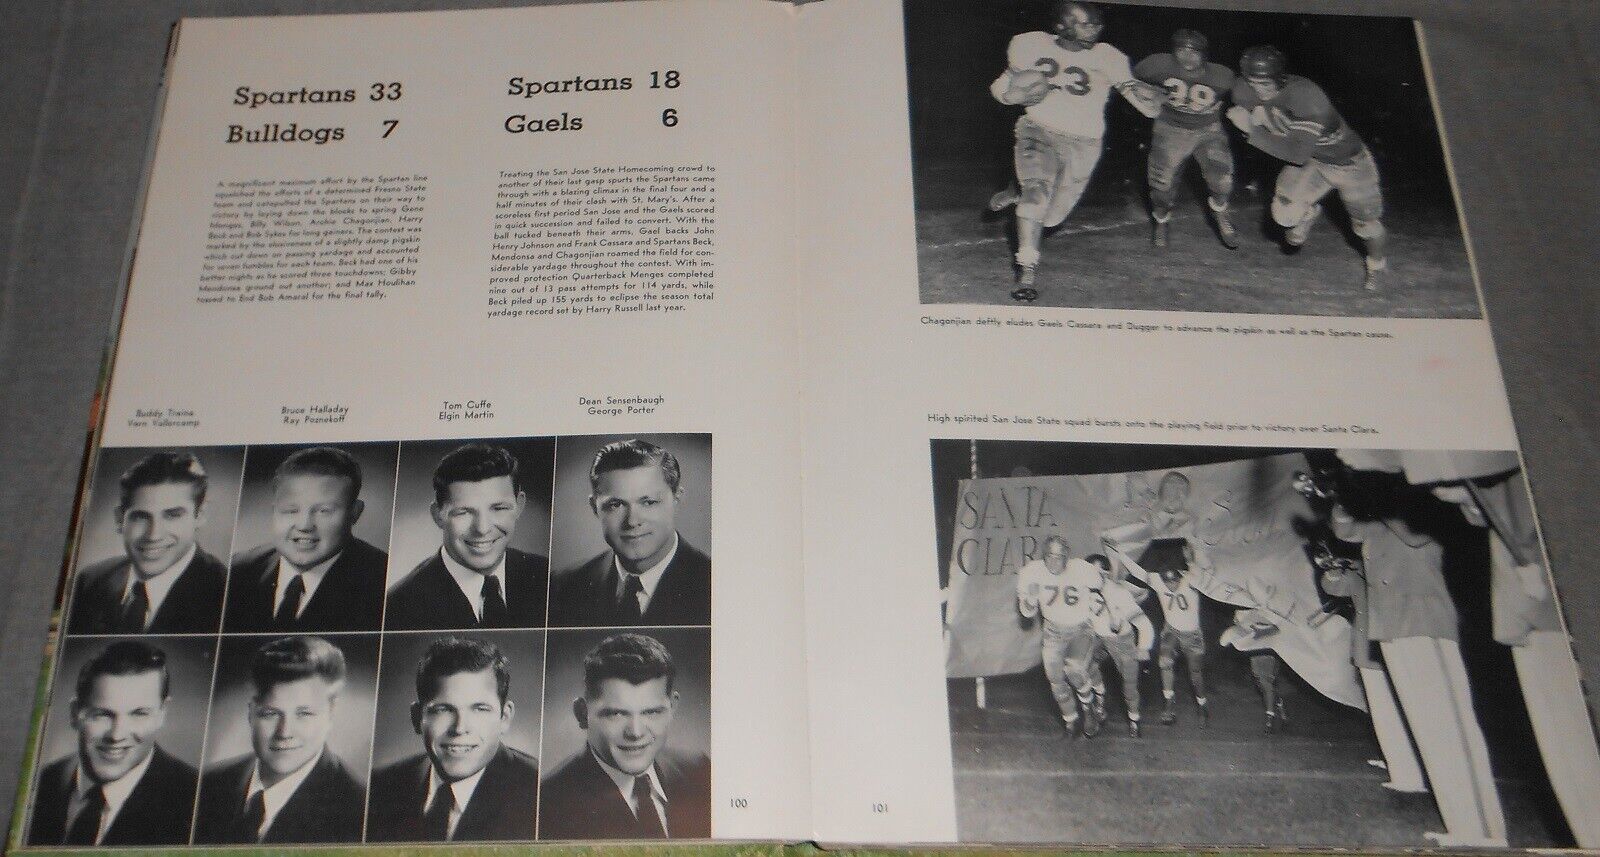 Spartans 33
Bulldogs 7
A magnificent maximum effort by the Spartan line
squelched the efforts of a determined Fresno State
team and catapulted the Spartans on their way to
victory by laying down the blocks to spring Gene
Menges, Billy Wilson, Archie Chagonjian, Harry
Beck and Bob Sykes for long gainers. The contest was
marked by the elusiveness of a slightly damp pigskin
which cut down on passing yardage and accounted
for seven fumbles for each team. Beck had one of his
better nights as he scored three touchdowns; Gibby
Mendonsa ground out another; and Max Houlihan
tossed to End Bob Amaral for the final tally.
Spartans 18
Gaels 6
Treating the San Jose State Homecoming crowd to
another of their last gasp spurts the Spartans came
through with a blazing climax in the final four and a
half minutes of their clash with St. Mary's. After a
scoreless first period San Jose and the Gaels scored
in quick succession and failed to convert. With the
ball tucked beneath their arms, Gael backs John
Henry Johnson and Frank Cassara and Spartans Beck,
Mendonsa and Chagonjian roamed the field for con-
siderable yardage throughout the contest. With im-
proved protection Quarterback Menges completed
nine out of 13 pass attempts for 114 yards, while
Beck piled up 155 yards to eclipse the season total
yardage record set by Harry Russell last year.
Buddy Traina
Vern Vallercamp
Bruce Halladay
Ray Poznekoff
Tom Cuffe
Elgin Martin
Dean Sensenbaugh
George Porter
100
23
39
Chagonjian deftly eludes Gaels Cassara and Dugger to advance the pigskin as well as the Spartan cause.
High spirited San Jose State squad bursts onto the playing field prior to victory over Santa Clara.
SANTA
CLAR
76
70
101